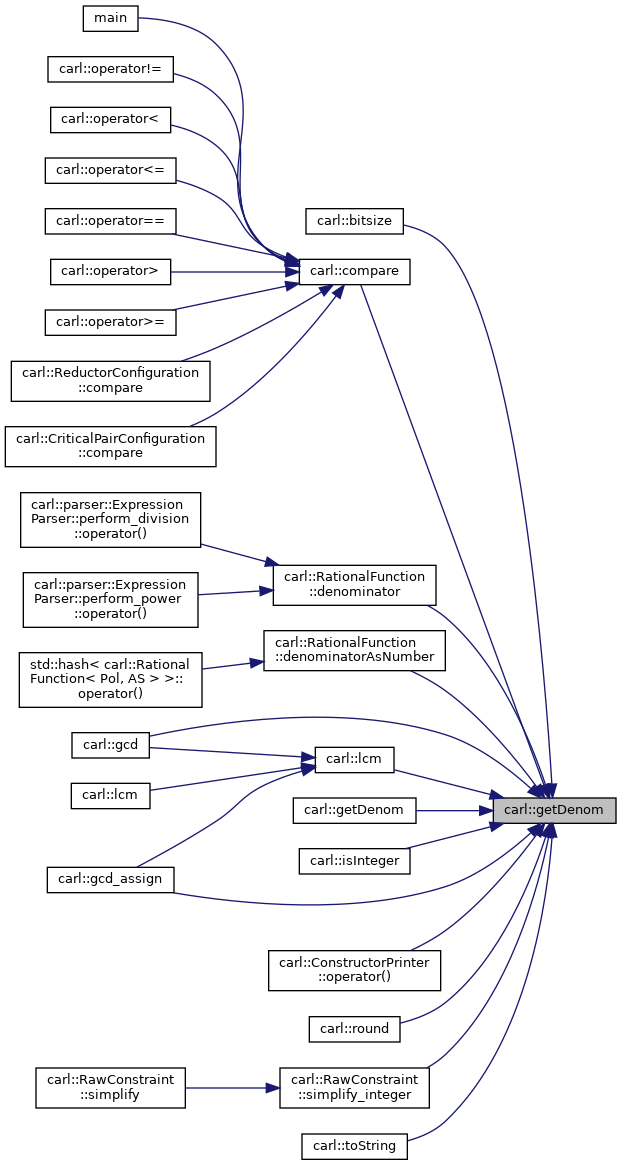 main
carl::operator!=
carl::operator<
carl::operator<=
carl::operator==
carl::operator>
carl::operator>=
carl::ReductorConfiguration
::compare
carl::CriticalPairConfiguration
::compare
carl::parser::Expression
Parser::perform_division
::operator()
carl::parser::Expression
Parser::perform_power
::operator()
std::hash< carl::Rational
Function< Pol, AS > >::
operator()
carl::gcd
carl::lcm
carl::gcd_assign
carl::RawConstraint
::simplify
carl::bitsize
carl::compare
carl::RationalFunction
::denominator
carl::RationalFunction
::denominatorAsNumber
carl::lcm
carl::getDenom
carl::isInteger
carl::ConstructorPrinter
::operator()
carl::round
carl::RawConstraint
::simplify_integer
carl::toString
carl::getDenom